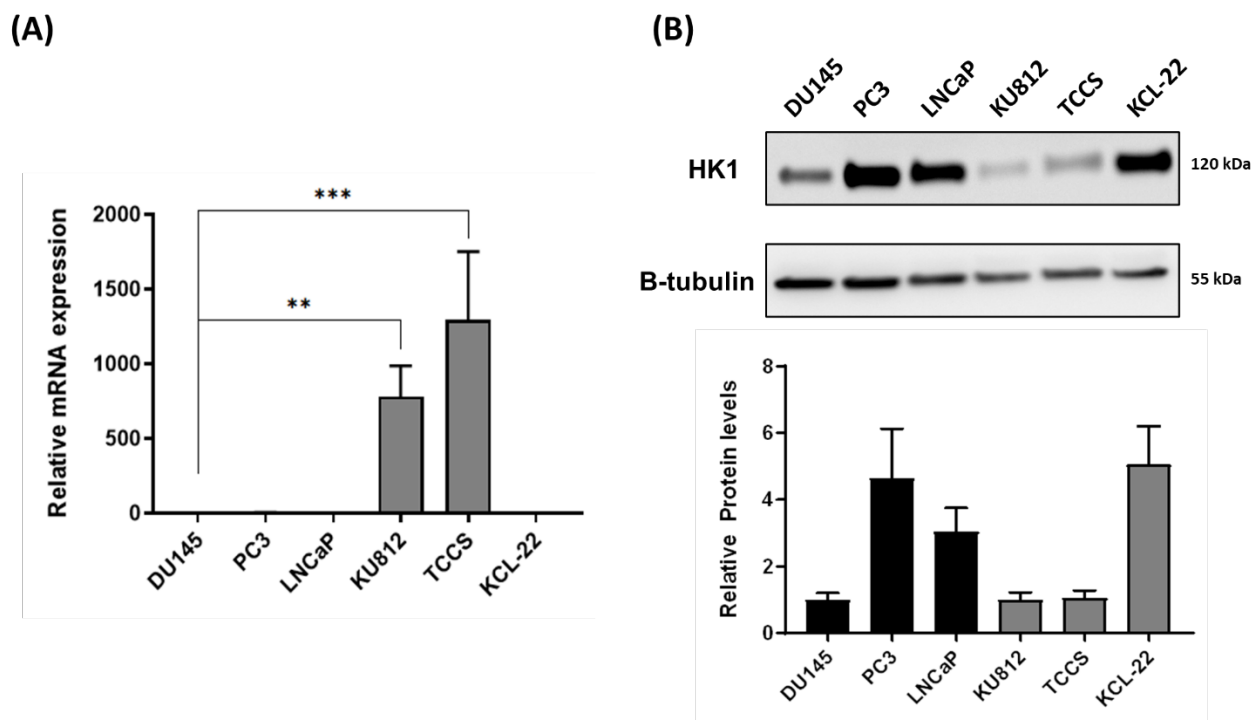 (A)
Relative mRNA expression
2000
1500
1000
500
0
***
**
DU145
PC3
LNCaP
KU812
TCCS
KCL-22
(B)
DU145
PC3
LNCaP
KU812
TCCS
KCL-22
HK1
120 kDa
B-tubulin
55 kDa
Relative Protein levels
8
6
4
2
0
DU145
PC3
LNCaP
KU812
TCCS
KCL-22